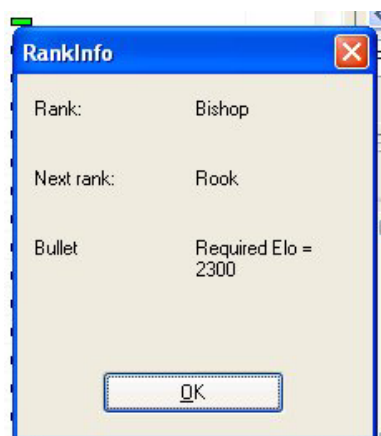 RankInfo
Rank: Bishop
Next rank: Rook
Bullet Required Elo =
2300
OK